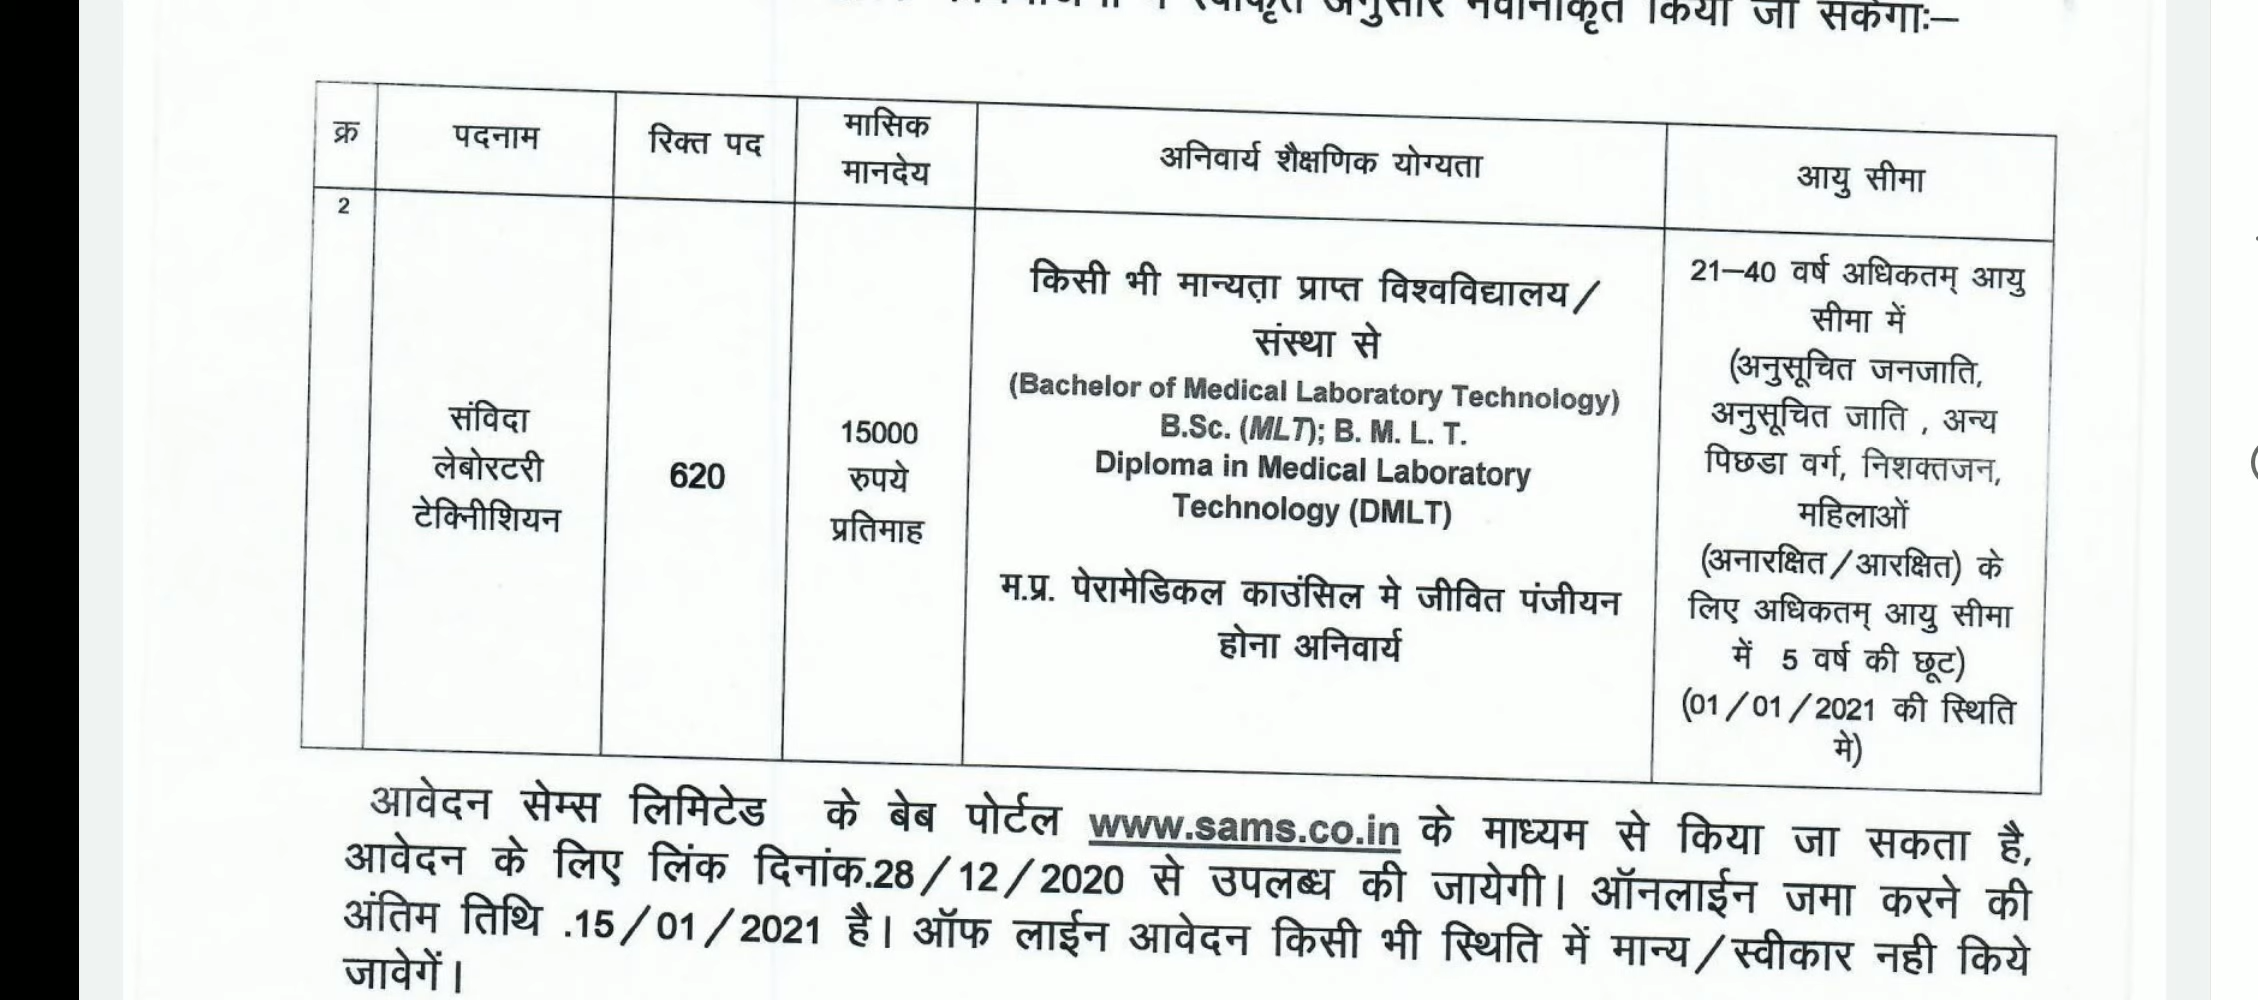 अनुसार नवीनीकृत किया जा सकेगाः–
क्र
पदनाम
रिक्त पद
मासिक
मानदेय
अनिवार्य शैक्षणिक योग्यता
आयु सीमा
2
संविदा
लेबोरटरी
टेक्निीशियन
620
15000
रुपये
प्रतिमाह
किसी भी मान्यता प्राप्त विश्वविद्यालय/
संस्था से
(Bachelor of Medical Laboratory Technology)
B.Sc. (MLT); B. M. L. T.
Diploma in Medical Laboratory
Technology (DMLT)
म.प्र. पेरामेडिकल काउंसिल मे जीवित पंजीयन
होना अनिवार्य
21–40 वर्ष अधिकतम् आयु
सीमा में
(अनुसूचित जनजाति,
अनुसूचित जाति , अन्य
पिछडा वर्ग, निशक्तजन,
महिलाओं
(अनारक्षित/आरक्षित) के
लिए अधिकतम् आयु सीमा
में 5 वर्ष की छूट)
(01/01/2021 की स्थिति
मे)
आवेदन सेम्स लिमिटेड के बेब पोर्टल www.sams.co.in के माध्यम से किया जा सकता है,
आवेदन के लिए लिंक दिनांक.28/12/2020 से उपलब्ध की जायेगी। ऑनलाईन जमा करने की
अंतिम तिथि .15/01/2021 है। ऑफ लाईन आवेदन किसी भी स्थिति में मान्य/स्वीकार नही किये
जावेगें।